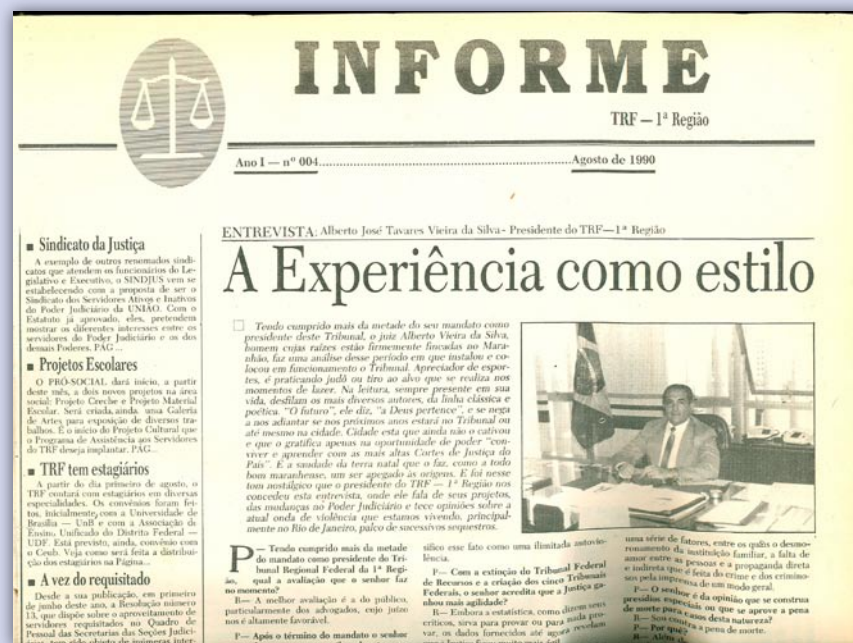 INFORME
TRF — 1ª Região
Ano I — nº 004
Agosto de 1990
■ Sindicato da Justiça
A exemplo de outros renomados sindi-
catos que atendem os funcionários do Le-
gislativo e Executivo, o SINDJUS vem se
estabelecendo com a proposta de ser o
Sindicato dos Servidores Ativos e Inativos
do Poder Judiciário da UNIÃO. Com o
Estatuto já aprovado, eles, pretendem
mostrar os diferentes interesses entre os
servidores do Poder Judiciário e os dos
demais Poderes. PÁG...
■ Projetos Escolares
O PRÓ-SOCIAL dará início, a partir
deste mês, a dois novos projetos na área
social: Projeto Creche e Projeto Material
Escolar. Será criada, ainda, uma Galeria
de Artes para exposição de diversos tra-
balhos. É o início do Projeto Cultural que
o Programa de Assistência aos Servidores
do TRF deseja implantar. PÁG...
■ TRF tem estagiários
A partir do dia primeiro de agosto, o
TRF contará com estagiários em diversas
especialidades. Os convênios foram fei-
tos, inicialmente, com a Universidade de
Brasília — UnB e com a Associação de
Ensino Unificado do Distrito Federal —
UDF. Está previsto, ainda, convênio com
o Ceub. Veja como será feita a distribui-
ção dos estagiários na Página...
■ A vez do requisitado
Desde a sua publicação, em primeiro
de junho deste ano, a Resolução número
13, que dispõe sobre o aproveitamento de
servidores requisitados no Quadro de
Pessoal das Secretarias das Seções Judici-
ENTREVISTA: Alberto José Tavares Vieira da Silva - Presidente do TRF—1ª Região
A Experiência como estilo
Tendo cumprido mais da metade do seu mandato como
presidente deste Tribunal, o juiz Alberto Vieira da Silva,
homem cujas raízes estão firmemente fincadas no Mara-
nhão, faz uma análise desse período em que instalou e co-
locou em funcionamento o Tribunal. Apreciador de espor-
tes, é praticando judô ou tiro ao alvo que se realiza nos
momentos de lazer. Na leitura, sempre presente em sua
vida, desfilam os mais diversos autores, da linha clássica e
poética. "O futuro", ele diz, "a Deus pertence", e se nega
a nos adiantar se nos próximos anos estará no Tribunal ou
até mesmo na cidade. Cidade esta que ainda não o cativou
e que o gratifica apenas na oportunidade de poder "con-
viver e aprender com as mais altas Cortes de Justiça do
País". É a saudade da terra natal que o faz, como a todo
bom maranhense, um ser apegado às origens. E foi nesse
tom nostálgico que o presidente do TRF — 1ª Região nos
concedeu esta entrevista, onde ele fala de seus projetos,
das mudanças no Poder Judiciário e tece opiniões sobre a
atual onda de violência que estamos vivendo, principal-
mente no Rio de Janeiro, palco de sucessivos sequestros.
P— Tendo cumprido mais da metade
do mandato como presidente do Tri-
bunal Regional Federal da 1ª Regi-
ão, qual a avaliação que o senhor faz
no momento?
R— A melhor avaliação é a do público,
particularmente dos advogados, cujo juízo
nos é altamente favorável.
P— Após o término do mandato o senhor
sifico esse fato como uma ilimitada autovio-
lência.
P— Com a extinção do Tribunal Federal
de Recursos e a criação dos cinco Tribunais
Federais, o senhor acredita que a Justiça ga-
nhou mais agilidade?
R— Embora a estatística, como dizem seus
críticos, sirva para provar ou para nada pro-
var, os dados fornecidos até agora revelam
uma série de fatores, entre os quais o desmo-
ronamento da instituição familiar, a falta de
amor entre as pessoas e a propaganda direta
e indireta que é feita do crime e dos crimino-
sos pela imprensa de um modo geral.
P— O senhor é da opinião que se construa
presídios especiais ou que se aprove a pena
de morte para casos desta natureza?
R— Sou contra a pena de morte.
P— Por quê?